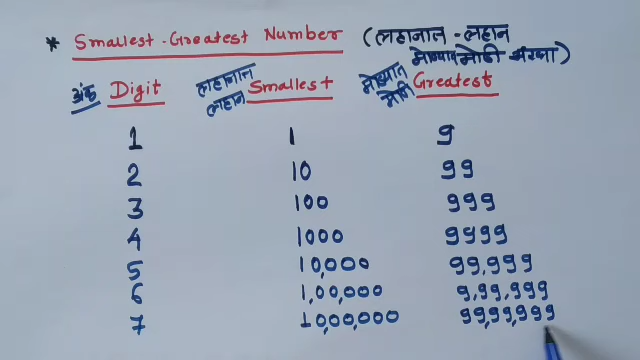 * Smallest-Greatest Number (लहानात-लहान
मोठ्यात मोठी संख्या)
अंक Digit लहानात लहान Smallest मोठ्यात मोठी Greatest
1 1 9
2 10 99
3 100 999
4 1000 9999
5 10,000 99,999
6 1,00,000 9,99,999
7 10,00,000 99,99,999